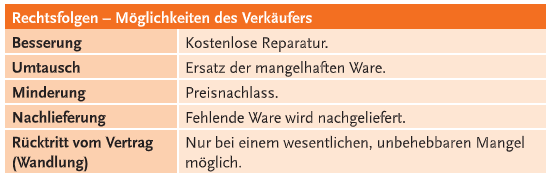 Rechtsfolgen – Möglichkeiten des Verkäufers
Besserung Kostenlose Reparatur.
Umtausch Ersatz der mangelhaften Ware.
Minderung Preisnachlass.
Nachlieferung Fehlende Ware wird nachgeliefert.
Rücktritt vom Vertrag Nur bei einem wesentlichen, unbehebbaren Mangel
(Wandlung) möglich.